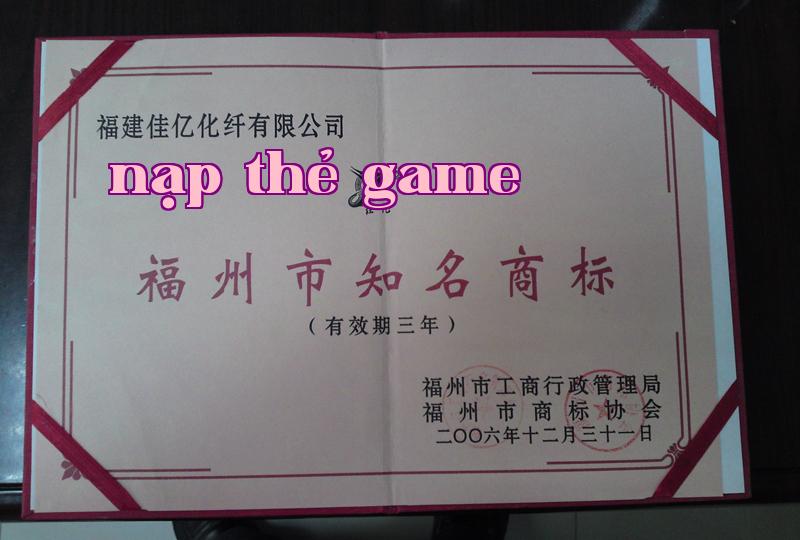 福建佳亿化纤有限公司
nạp thẻ game
福州市知名商标
（有效期三年）
福州市工商行政管理局
福州市商标协会
二〇〇六年十二月三十一日